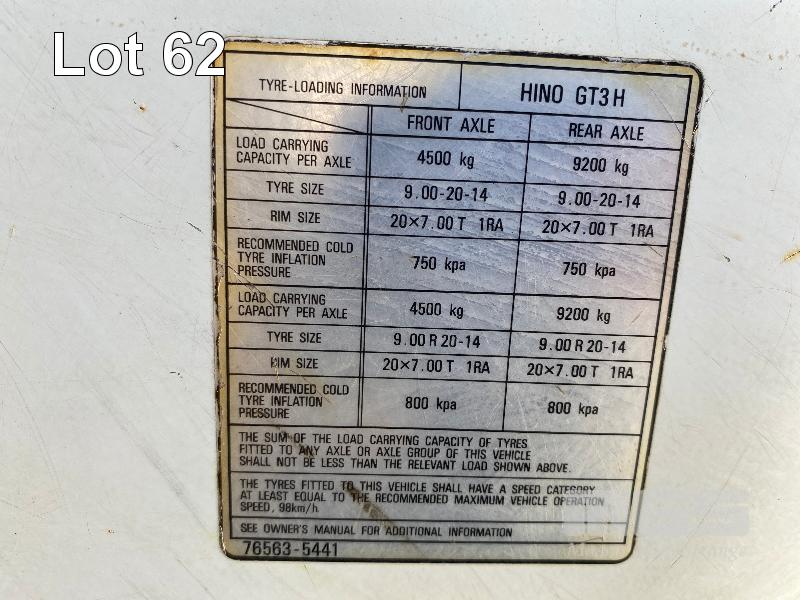 Lot 62
TYRE-LOADING INFORMATION HINO GT3H
FRONT AXLE REAR AXLE
LOAD CARRYING
CAPACITY PER AXLE 4500 kg 9200 kg
TYRE SIZE 9.00-20-14 9.00-20-14
RIM SIZE 20×7.00T 1RA 20×7.00T 1RA
RECOMMENDED COLD
TYRE INFLATION
PRESSURE 750 kpa 750 kpa
LOAD CARRYING
CAPACITY PER AXLE 4500 kg 9200 kg
TYRE SIZE 9.00R20-14 9.00R20-14
RIM SIZE 20×7.00T 1RA 20×7.00T 1RA
RECOMMENDED COLD
TYRE INFLATION
PRESSURE 800 kpa 800 kpa
THE SUM OF THE LOAD CARRYING CAPACITY OF TYRES
FITTED TO ANY AXLE OR AXLE GROUP OF THIS VEHICLE
SHALL NOT BE LESS THAN THE RELEVANT LOAD SHOWN ABOVE.
THE TYRES FITTED TO THIS VEHICLE SHALL HAVE A SPEED CATEGORY
AT LEAST EQUAL TO THE RECOMMENDED MAXIMUM VEHICLE OPERATION
SPEED, 98km/h
SEE OWNER'S MANUAL FOR ADDITIONAL INFORMATION
76563-5441